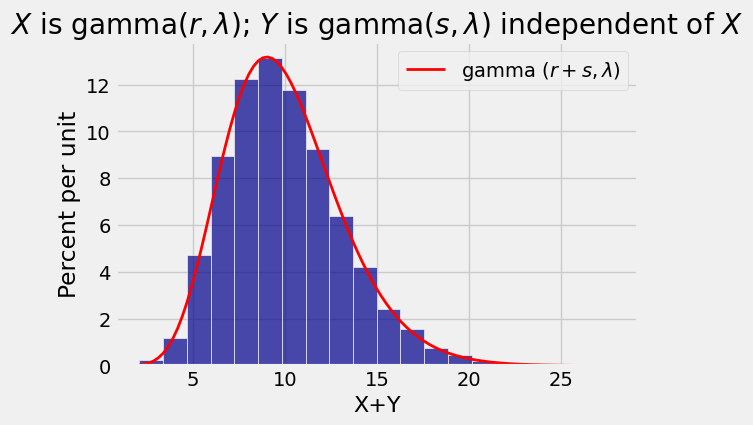 X is gamma(r, λ); Y is gamma(s, λ) independent of X
gamma (r + s, λ)
Percent per unit
12
10
8
6
4
2
0
5 10 15 20 25
X+Y